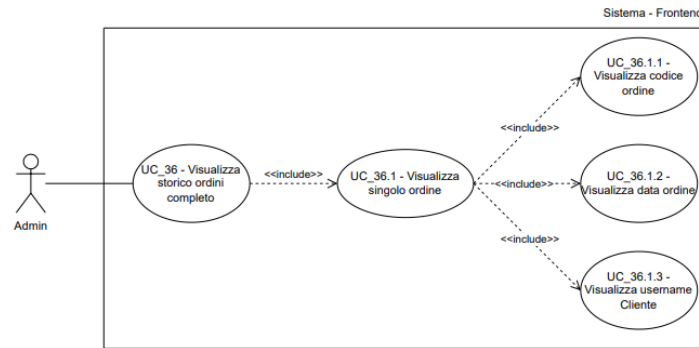 Sistema - Frontend
UC_36.1.1 -
Visualizza codice
ordine
<<include>>
UC_36 - Visualizza
storico ordini
completo
<<include>>
UC_36.1 - Visualizza
singolo ordine
<<include>>
UC_36.1.2 -
Visualizza data ordine
Admin
<<include>>
UC_36.1.3 -
Visualizza username
Cliente